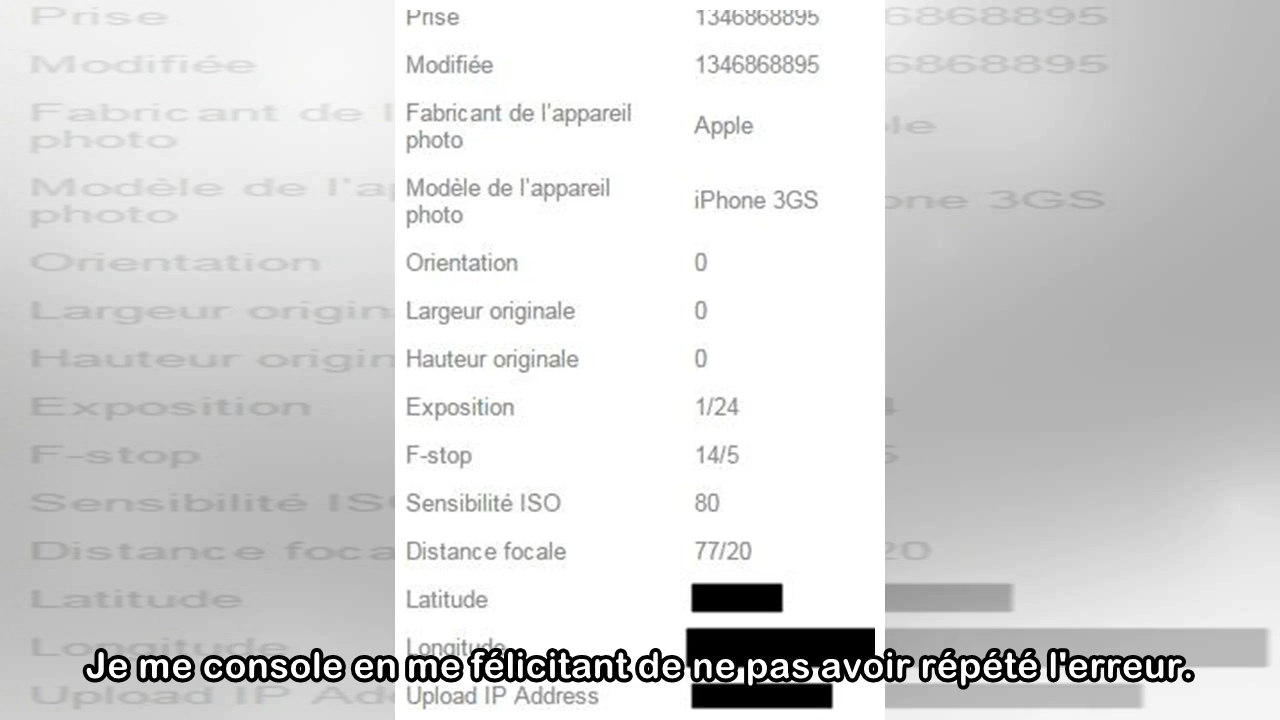 Prise 1346868895
Modifiée 1346868895
Fabricant de l'appareil
photo Apple
Modèle de l'appareil
photo iPhone 3GS
Orientation 0
Largeur originale 0
Hauteur originale 0
Exposition 1/24
F-stop 14/5
Sensibilité ISO 80
Distance focale 77/20
Latitude
Longitude
Je me console en me félicitant de ne pas avoir répété l'erreur.
Upload IP Address